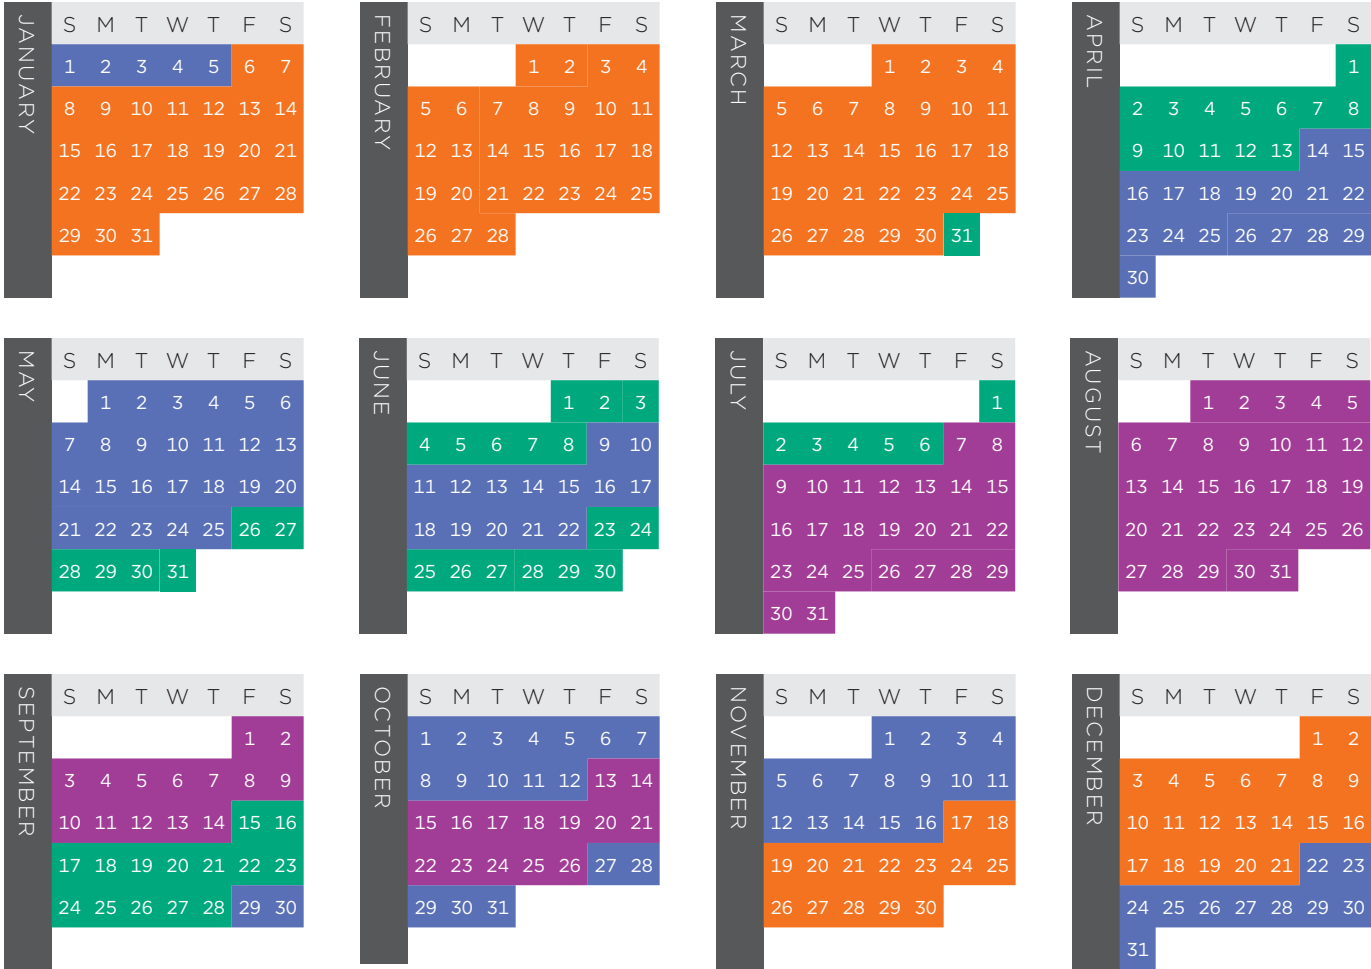 JANUARY
S M T W T F S
1 2 3 4 5 6 7
8 9 10 11 12 13 14
15 16 17 18 19 20 21
22 23 24 25 26 27 28
29 30 31
FEBRUARY
S M T W T F S
1 2 3 4
5 6 7 8 9 10 11
12 13 14 15 16 17 18
19 20 21 22 23 24 25
26 27 28
MARCH
S M T W T F S
1 2 3 4
5 6 7 8 9 10 11
12 13 14 15 16 17 18
19 20 21 22 23 24 25
26 27 28 29 30 31
APRIL
S M T W T F S
1
2 3 4 5 6 7 8
9 10 11 12 13 14 15
16 17 18 19 20 21 22
23 24 25 26 27 28 29
30
MAY
S M T W T F S
1 2 3 4 5 6
7 8 9 10 11 12 13
14 15 16 17 18 19 20
21 22 23 24 25 26 27
28 29 30 31
JUNE
S M T W T F S
1 2 3
4 5 6 7 8 9 10
11 12 13 14 15 16 17
18 19 20 21 22 23 24
25 26 27 28 29 30
JULY
S M T W T F S
1
2 3 4 5 6 7 8
9 10 11 12 13 14 15
16 17 18 19 20 21 22
23 24 25 26 27 28 29
30 31
AUGUST
S M T W T F S
1 2 3 4 5
6 7 8 9 10 11 12
13 14 15 16 17 18 19
20 21 22 23 24 25 26
27 28 29 30 31
SEPTEMBER
S M T W T F S
1 2
3 4 5 6 7 8 9
10 11 12 13 14 15 16
17 18 19 20 21 22 23
24 25 26 27 28 29 30
OCTOBER
S M T W T F S
1 2 3 4 5 6 7
8 9 10 11 12 13 14
15 16 17 18 19 20 21
22 23 24 25 26 27 28
29 30 31
NOVEMBER
S M T W T F S
1 2 3 4
5 6 7 8 9 10 11
12 13 14 15 16 17 18
19 20 21 22 23 24 25
26 27 28 29 30
DECEMBER
S M T W T F S
1 2
3 4 5 6 7 8 9
10 11 12 13 14 15 16
17 18 19 20 21 22 23
24 25 26 27 28 29 30
31